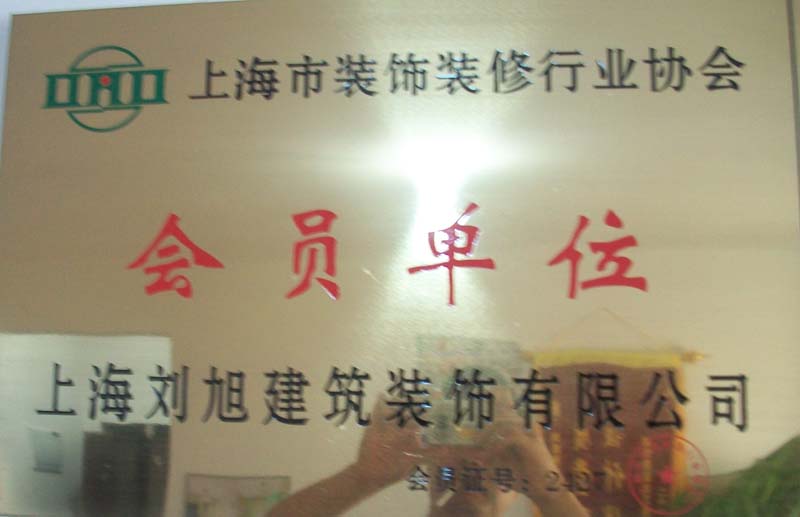 上海市装饰装修行业协会
会员单位
上海刘旭建筑装饰有限公司
会员证号：2427